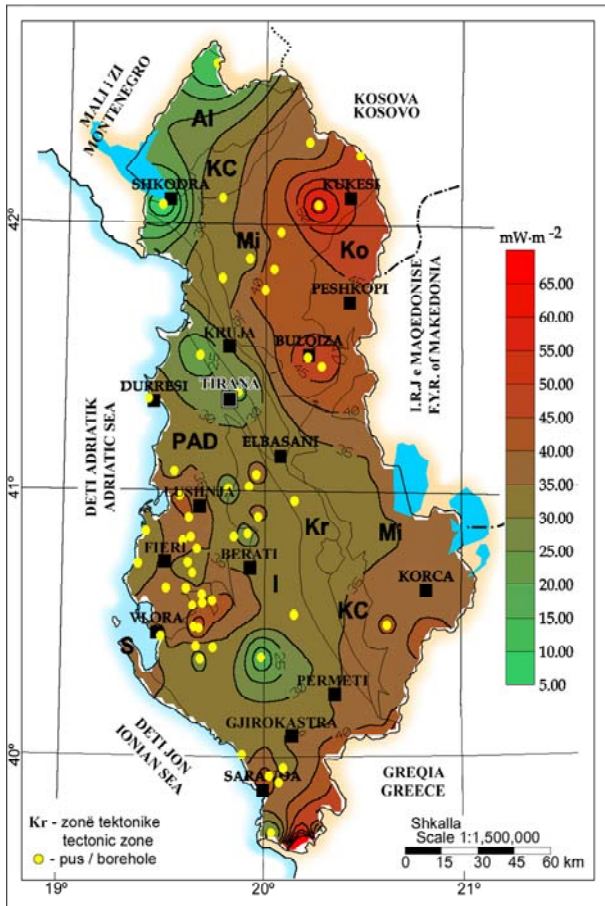 MALI i ZI
MONTENEGRO
KOSOVA
KOSOVO
Al
KC
SHKODRA
KUKESI
42°
Mi
Ko
mW·m -2
65.00
60.00
55.00
50.00
45.00
40.00
35.00
30.00
25.00
20.00
15.00
10.00
5.00
PESHKOPI
I.R.J e MAQEDONISE
F.Y.R. of MAKEDONIA
KRUJA
BULQIZA
DURRESI
TIRANA
DETI ADRIATIK
ADRIATIC SEA
PAD
ELBASANI
41°
LUSHNJA
Kr
Mi
FIERI
BERATI
I
KC
KORCA
VLORA
S
PERMETI
GJIROKASTRA
40°
DETI JON
IONIAN SEA
GREQIA
GREECE
Kr - zonë tektonike
tectonic zone
- pus / borehole
Shkalla
Scale 1:1,500,000
0 15 30 45 60 km
19° 20° 21°